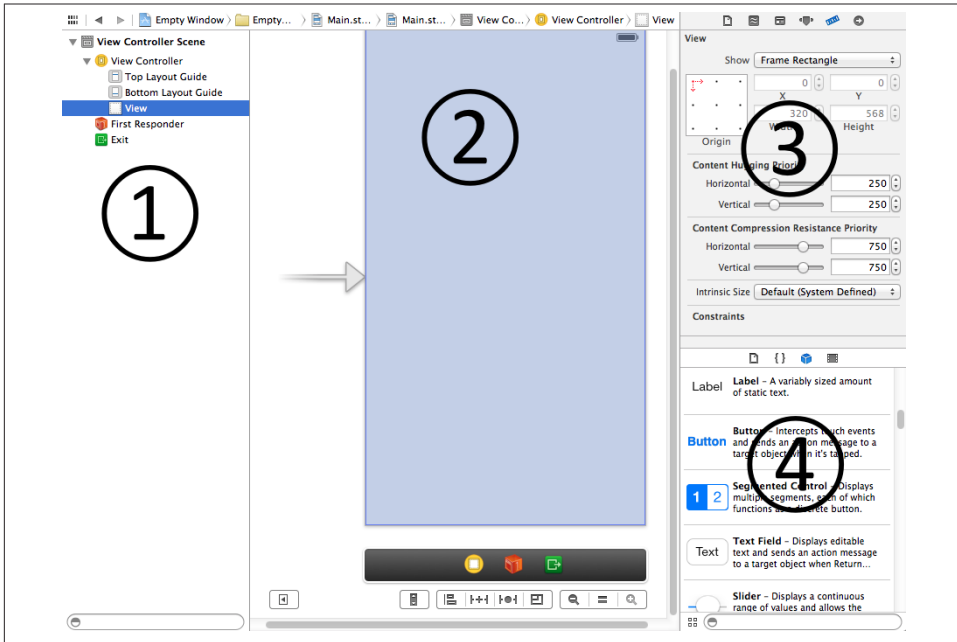 Empty Window
Empty...
Main.st...
Main.st...
View Co...
View Controller
View
View Controller Scene
View Controller
Top Layout Guide
Bottom Layout Guide
View
First Responder
Exit
1
2
View
Show Frame Rectangle
0 0
X Y
320 568
Width Height
Origin
3
Content Hugging Priority
Horizontal 250
Vertical 250
Content Compression Resistance Priority
Horizontal 750
Vertical 750
Intrinsic Size Default (System Defined)
Constraints
{}
Label
Label – A variably sized amount
of static text.
Button
Button – Intercepts touch events
and sends an action message to a
target object when it's tapped.
4
1 2
Segmented Control – Displays
multiple segments, each of which
functions as a discrete button.
Text
Text Field – Displays editable
text and sends an action message
to a target object when Return...
Slider – Displays a continuous
range of values and allows the